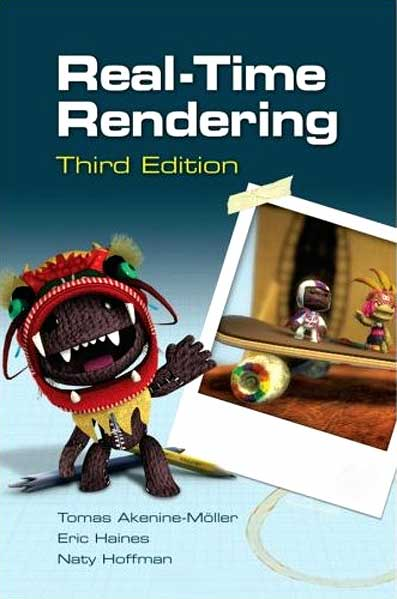 Real-Time
Rendering
Third Edition
Tomas Akenine-Möller
Eric Haines
Naty Hoffman